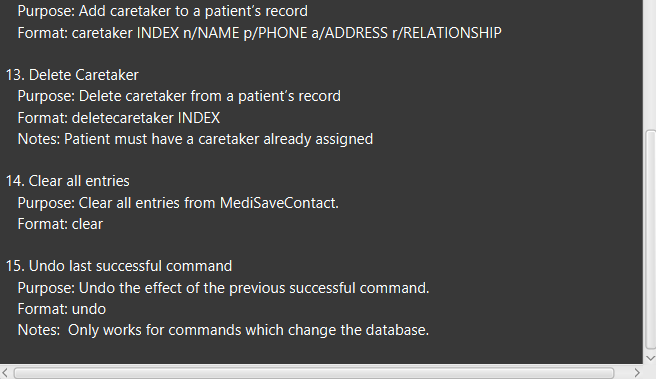 Purpose: Add caretaker to a patient’s record
Format: caretaker INDEX n/NAME p/PHONE a/ADDRESS r/RELATIONSHIP
13. Delete Caretaker
Purpose: Delete caretaker from a patient’s record
Format: deletecaretaker INDEX
Notes: Patient must have a caretaker already assigned
14. Clear all entries
Purpose: Clear all entries from MediSaveContact.
Format: clear
15. Undo last successful command
Purpose: Undo the effect of the previous successful command.
Format: undo
Notes:  Only works for commands which change the database.